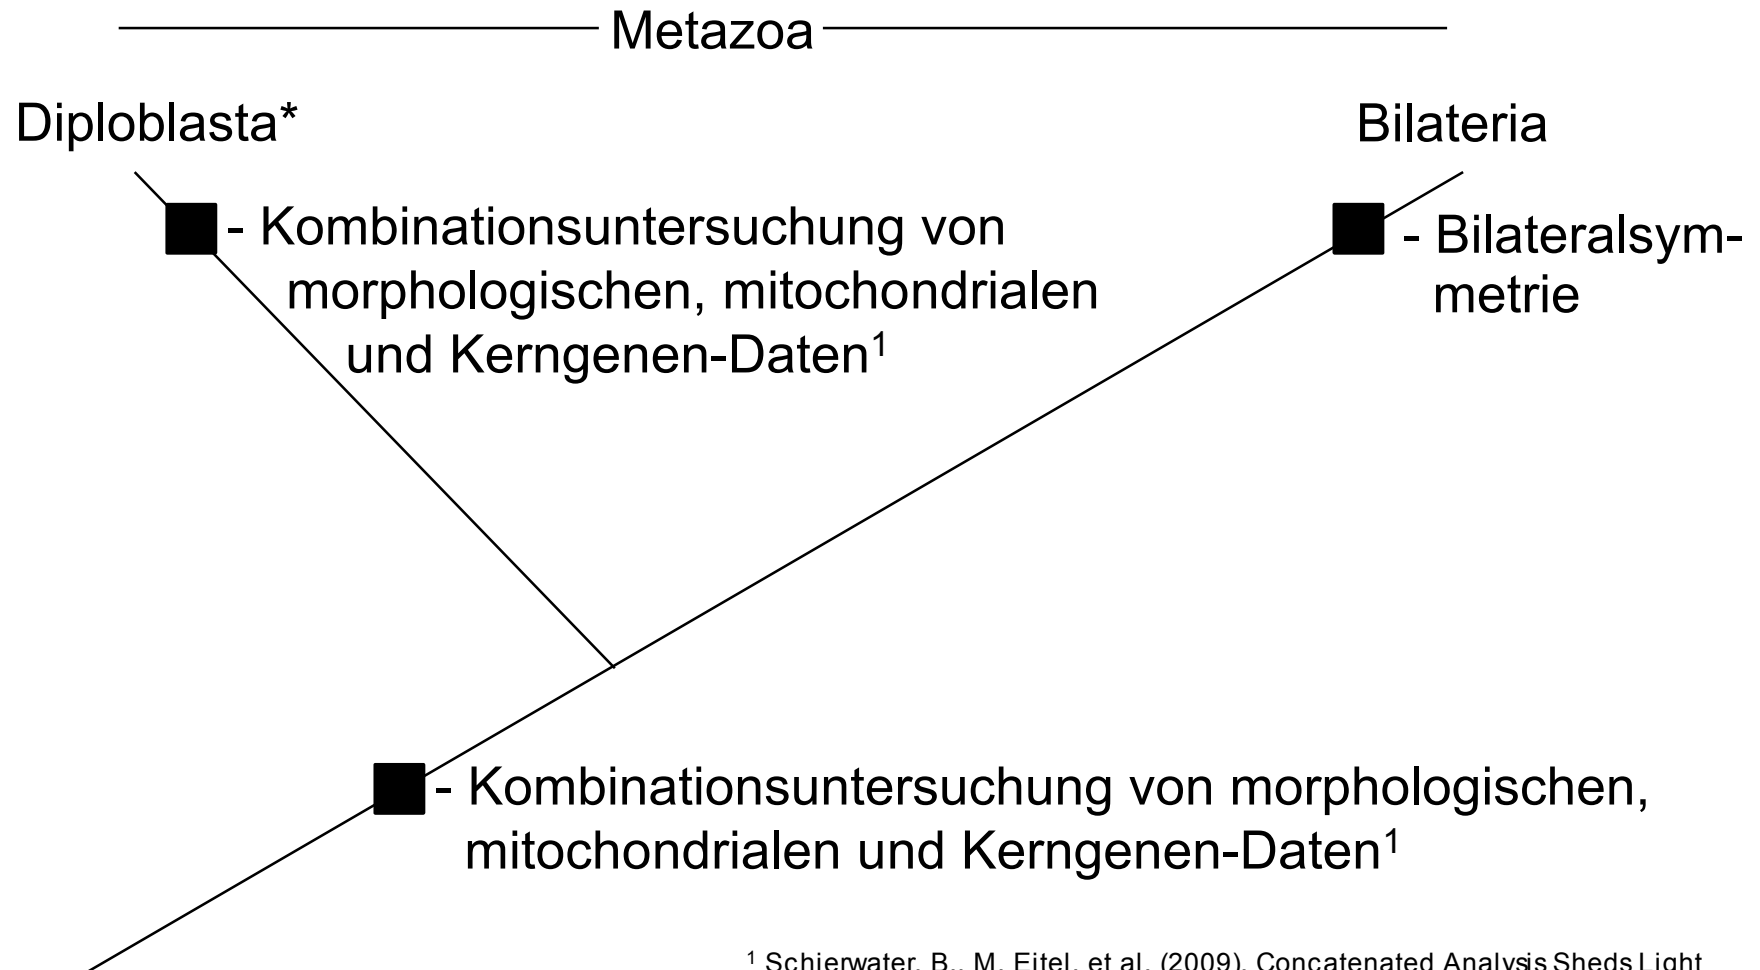 Metazoa
Diploblasta*
Bilateria
- Kombinationsuntersuchung von
morphologischen, mitochondrialen
und Kerngenen-Daten¹
- Bilateralsym-
metrie
- Kombinationsuntersuchung von morphologischen,
mitochondrialen und Kerngenen-Daten¹
¹ Schierwater, B., M. Eitel, et al. (2009). Concatenated Analysis Sheds Light